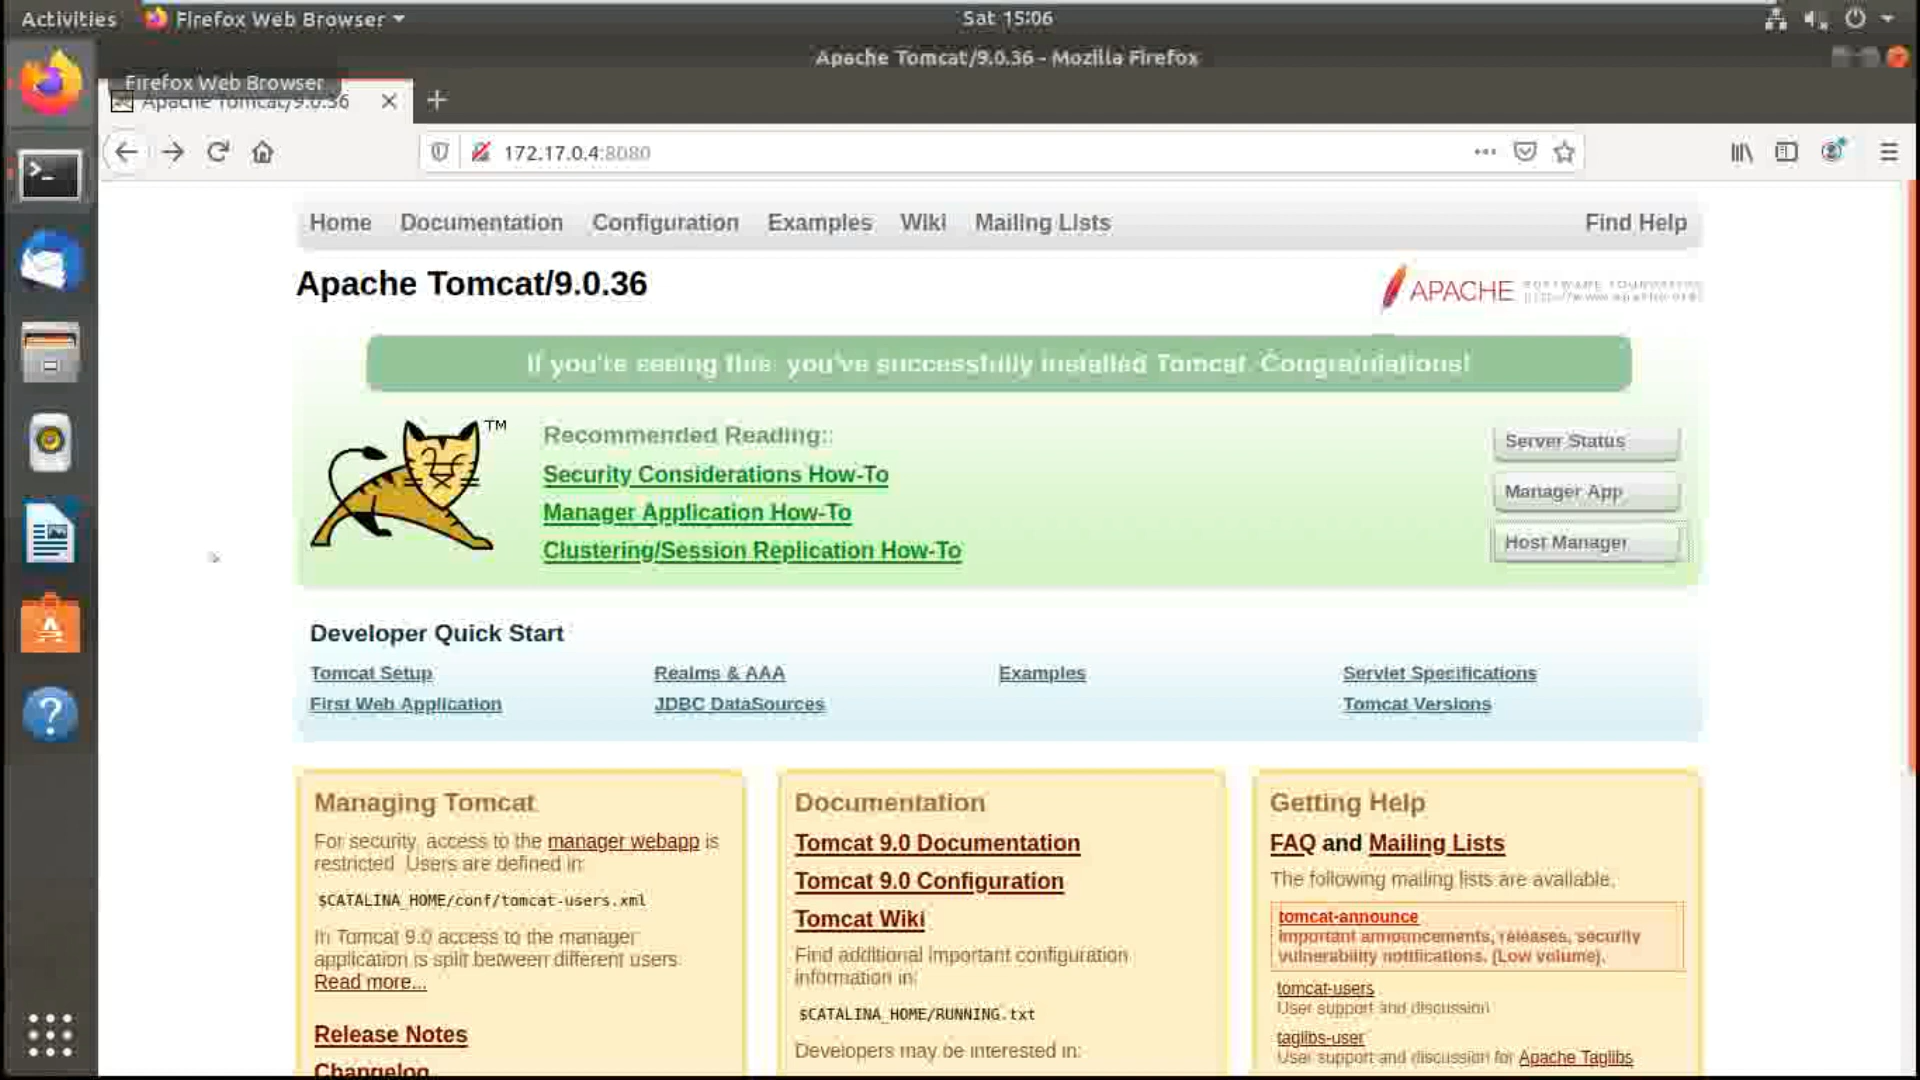 Activities
Firefox Web Browser
Sat 15:06
Apache Tomcat/9.0.36 - Mozilla Firefox
Firefox Web Browser
Apache Tomcat/9.0.36
172.17.0.4:8080
Home Documentation Configuration Examples Wiki Mailing Lists Find Help
Apache Tomcat/9.0.36
APACHE
If you're seeing this, you've successfully installed Tomcat. Congratulations!
TM
Recommended Reading:
Security Considerations How-To
Manager Application How-To
Clustering/Session Replication How-To
Server Status
Manager App
Host Manager
Developer Quick Start
Tomcat Setup Realms & AAA Examples Servlet Specifications
First Web Application JDBC DataSources Tomcat Versions
Managing Tomcat
For security, access to the manager webapp is
restricted. Users are defined in:
$CATALINA_HOME/conf/tomcat-users.xml
In Tomcat 9.0 access to the manager
application is split between different users.
Read more...
Release Notes
Changelog
Documentation
Tomcat 9.0 Documentation
Tomcat 9.0 Configuration
Tomcat Wiki
Find additional important configuration
information in:
$CATALINA_HOME/RUNNING.txt
Developers may be interested in:
Getting Help
FAQ and Mailing Lists
The following mailing lists are available:
tomcat-announce
Important announcements, releases, security
vulnerability notifications. (Low volume).
tomcat-users
User support and discussion
taglibs-user
User support and discussion for Apache Taglibs